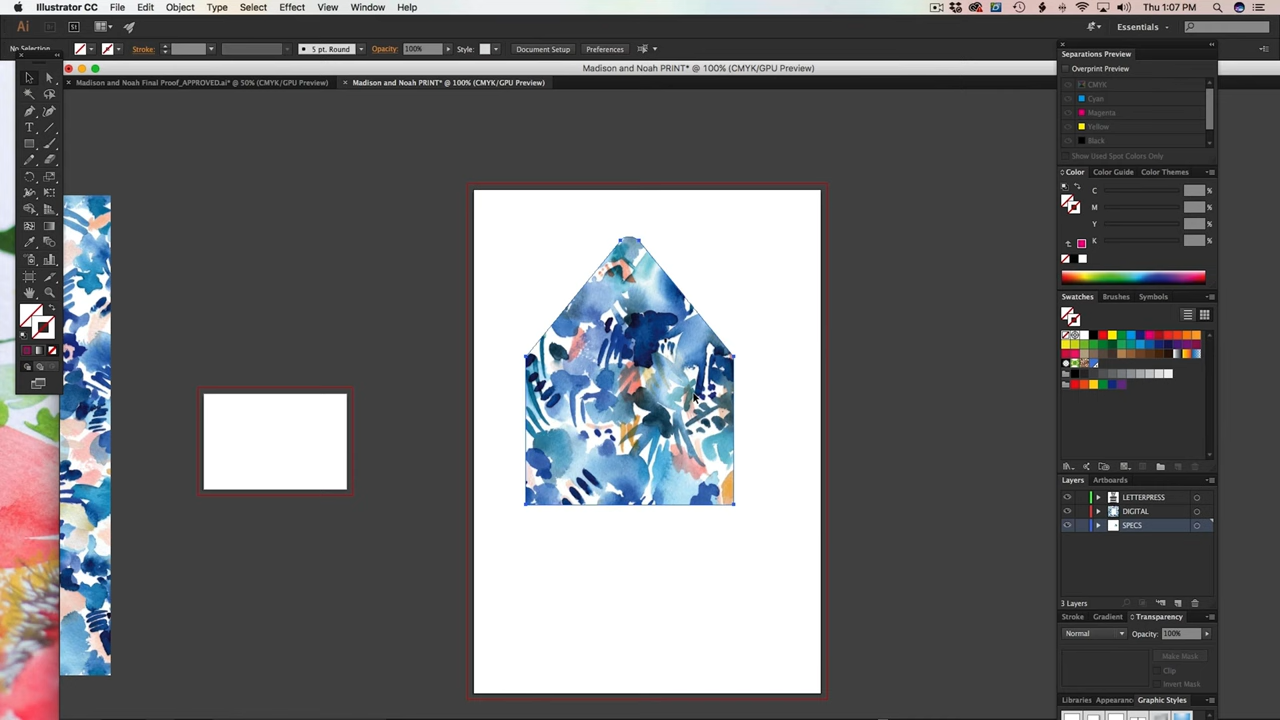 Illustrator CC File Edit Object Type Select Effect View Window Help
Thu 1:07 PM
Ai
St
Essentials
No Selection
Stroke:
5 pt. Round
Opacity: 100%
Style:
Document Setup
Preferences
Madison and Noah PRINT* @ 100% (CMYK/GPU Preview)
Madison and Noah Final Proof_APPROVED.ai* @ 50% (CMYK/GPU Preview)
Madison and Noah PRINT* @ 100% (CMYK/GPU Preview)
Separations Preview
Overprint Preview
CMYK
Cyan
Magenta
Yellow
Black
Show Used Spot Colors Only
Color Color Guide Color Themes
C %
M %
Y %
K %
Swatches Brushes Symbols
Layers Artboards
LETTERPRESS
DIGITAL
SPECS
3 Layers
Stroke Gradient Transparency
Normal Opacity: 100%
Make Mask
Clip
Invert Mask
Libraries Appearanc Graphic Styles